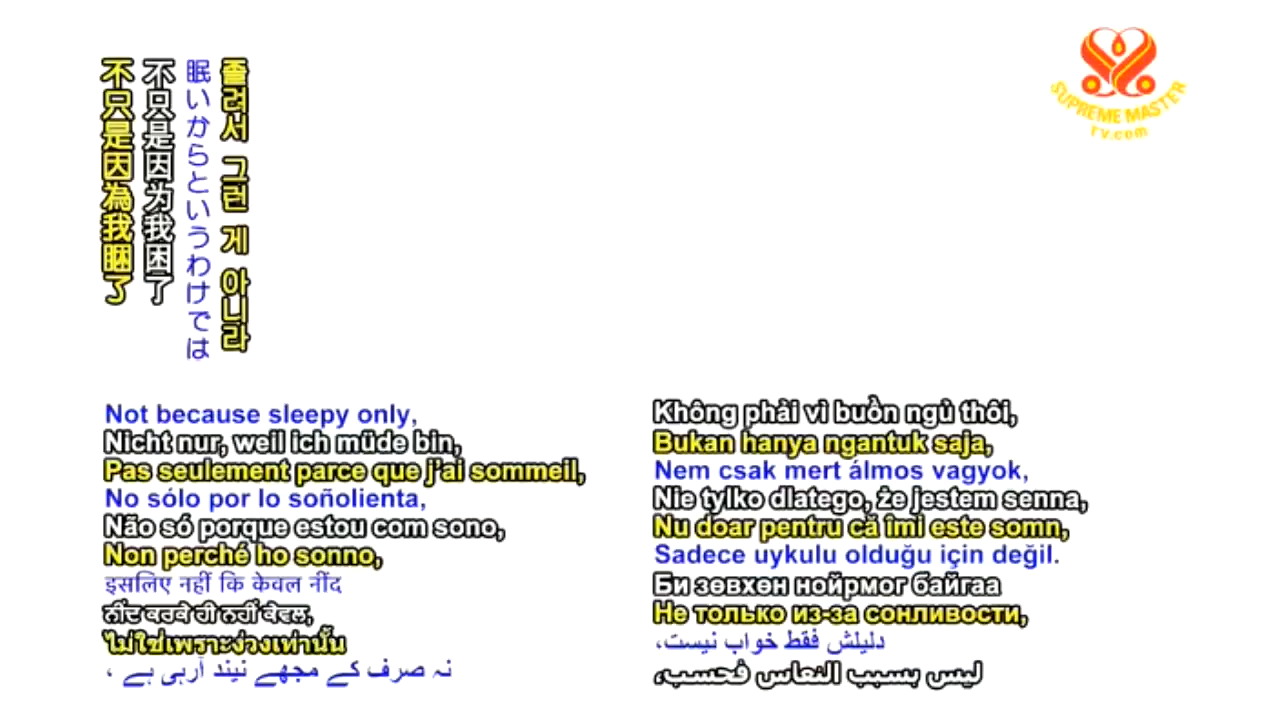 不只是因為我睏了
不只是因为我困了
眠いからというわけでは
졸려서 그런 게 아니라
SUPREME MASTER
TV.com
Not because sleepy only,
Nicht nur, weil ich müde bin,
Pas seulement parce que j'ai sommeil,
No sólo por lo soñolienta,
Não só porque estou com sono,
Non perché ho sonno,
इसलिए नहीं कि केवल नींद
ਨੀਂਦ ਕਰਕੇ ਹੀ ਨਹੀਂ ਕੇਵਲ,
ไม่ใช่เพราะง่วงเท่านั้น
نہ صرف کے مجھے نیند آرہی ہے ،
Không phải vì buồn ngủ thôi,
Bukan hanya ngantuk saja,
Nem csak mert álmos vagyok,
Nie tylko dlatego, że jestem senna,
Nu doar pentru că îmi este somn,
Sadece uykulu olduğu için değil.
Би зөвхөн нойрмог байгаа
Не только из-за сонливости,
دلیلش فقط خواب نیست،
ليس بسبب النعاس فحسب،